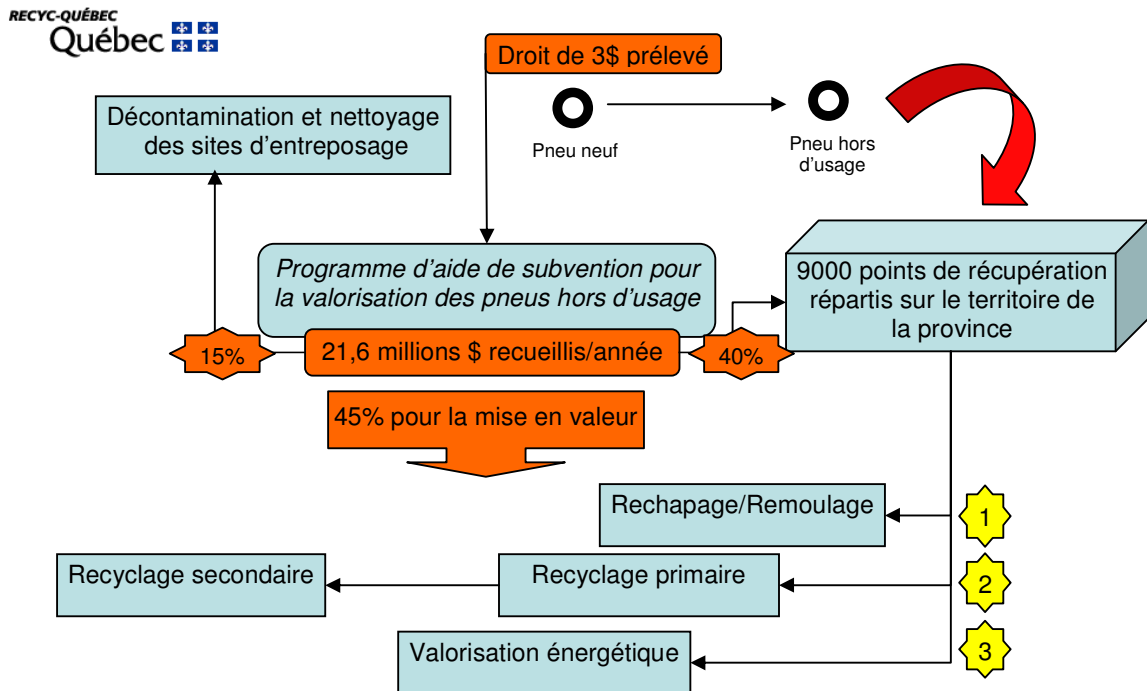 RECYC-QUÉBEC
Québec
Droit de 3$ prélevé
Pneu neuf
Pneu hors
d'usage
Décontamination et nettoyage
des sites d'entreposage
Programme d'aide de subvention pour
la valorisation des pneus hors d'usage
9000 points de récupération
répartis sur le territoire de
la province
15%
21,6 millions $ recueillis/année
40%
45% pour la mise en valeur
Rechapage/Remoulage
1
Recyclage secondaire
Recyclage primaire
2
Valorisation énergétique
3